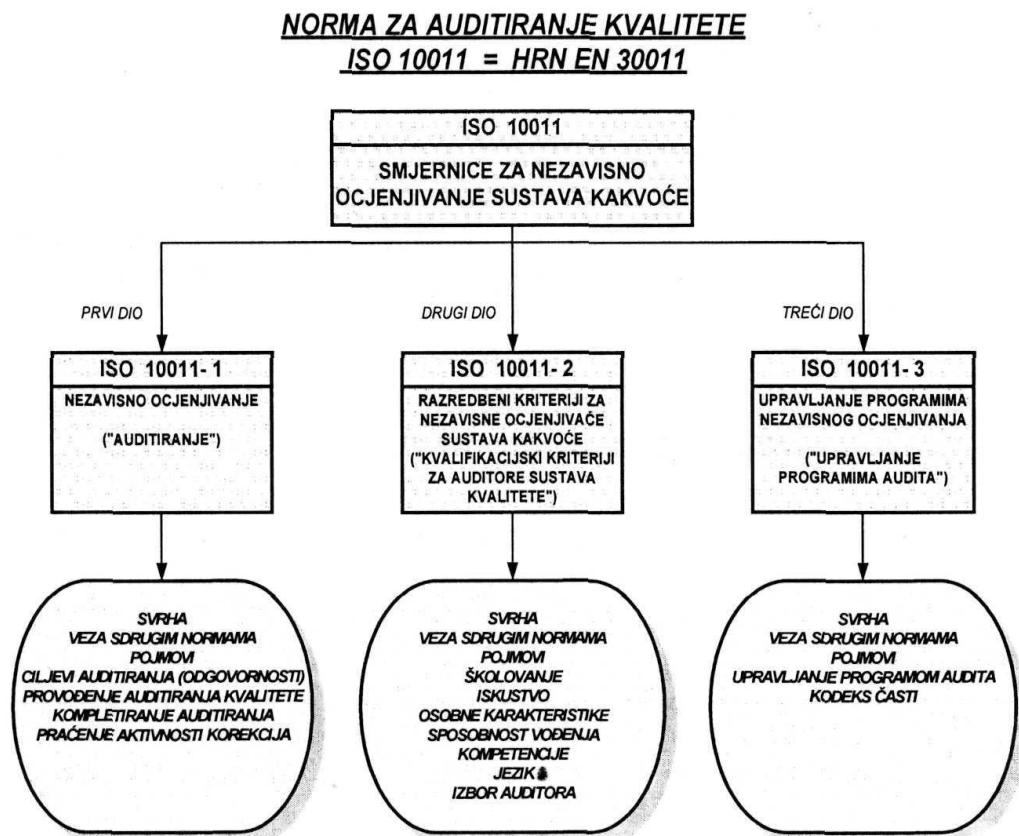 NORMA ZA AUDITIRANJE KVALITETE
ISO 10011 = HRN EN 30011
ISO 10011
SMJERNICE ZA NEZAVISNO
OCJENJIVANJE SUSTAVA KAKVOĆE
PRVI DIO
DRUGI DIO
TREĆI DIO
ISO 10011- 1
NEZAVISNO OCJENJIVANJE
("AUDITIRANJE")
ISO 10011- 2
RAZREDBENI KRITERIJI ZA
NEZAVISNE OCJENJIVAČE
SUSTAVA KAKVOĆE
("KVALIFIKACIJSKI KRITERIJI
ZA AUDITORE SUSTAVA
KVALITETE")
ISO 10011- 3
UPRAVLJANJE PROGRAMIMA
NEZAVISNOG OCJENJIVANJA
("UPRAVLJANJE
PROGRAMIMA AUDITA")
SVRHA
VEZA SDRUGIM NORMAMA
POJMOVI
CILJEVI AUDITIRANJA (ODGOVORNOSTI)
PROVOĐENJE AUDITIRANJA KVALITETE
KOMPLETIRANJE AUDITIRANJA
PRAĆENJE AKTIVNOSTI KOREKCIJA
SVRHA
VEZA SDRUGIM NORMAMA
POJMOVI
ŠKOLOVANJE
ISKUSTVO
OSOBNE KARAKTERISTIKE
SPOSOBNOST VOĐENJA
KOMPETENCIJE
JEZIK
IZBOR AUDITORA
SVRHA
VEZA SDRUGIM NORMAMA
POJMOVI
UPRAVLJANJE PROGRAMOM AUDITA
KODEKS ČASTI